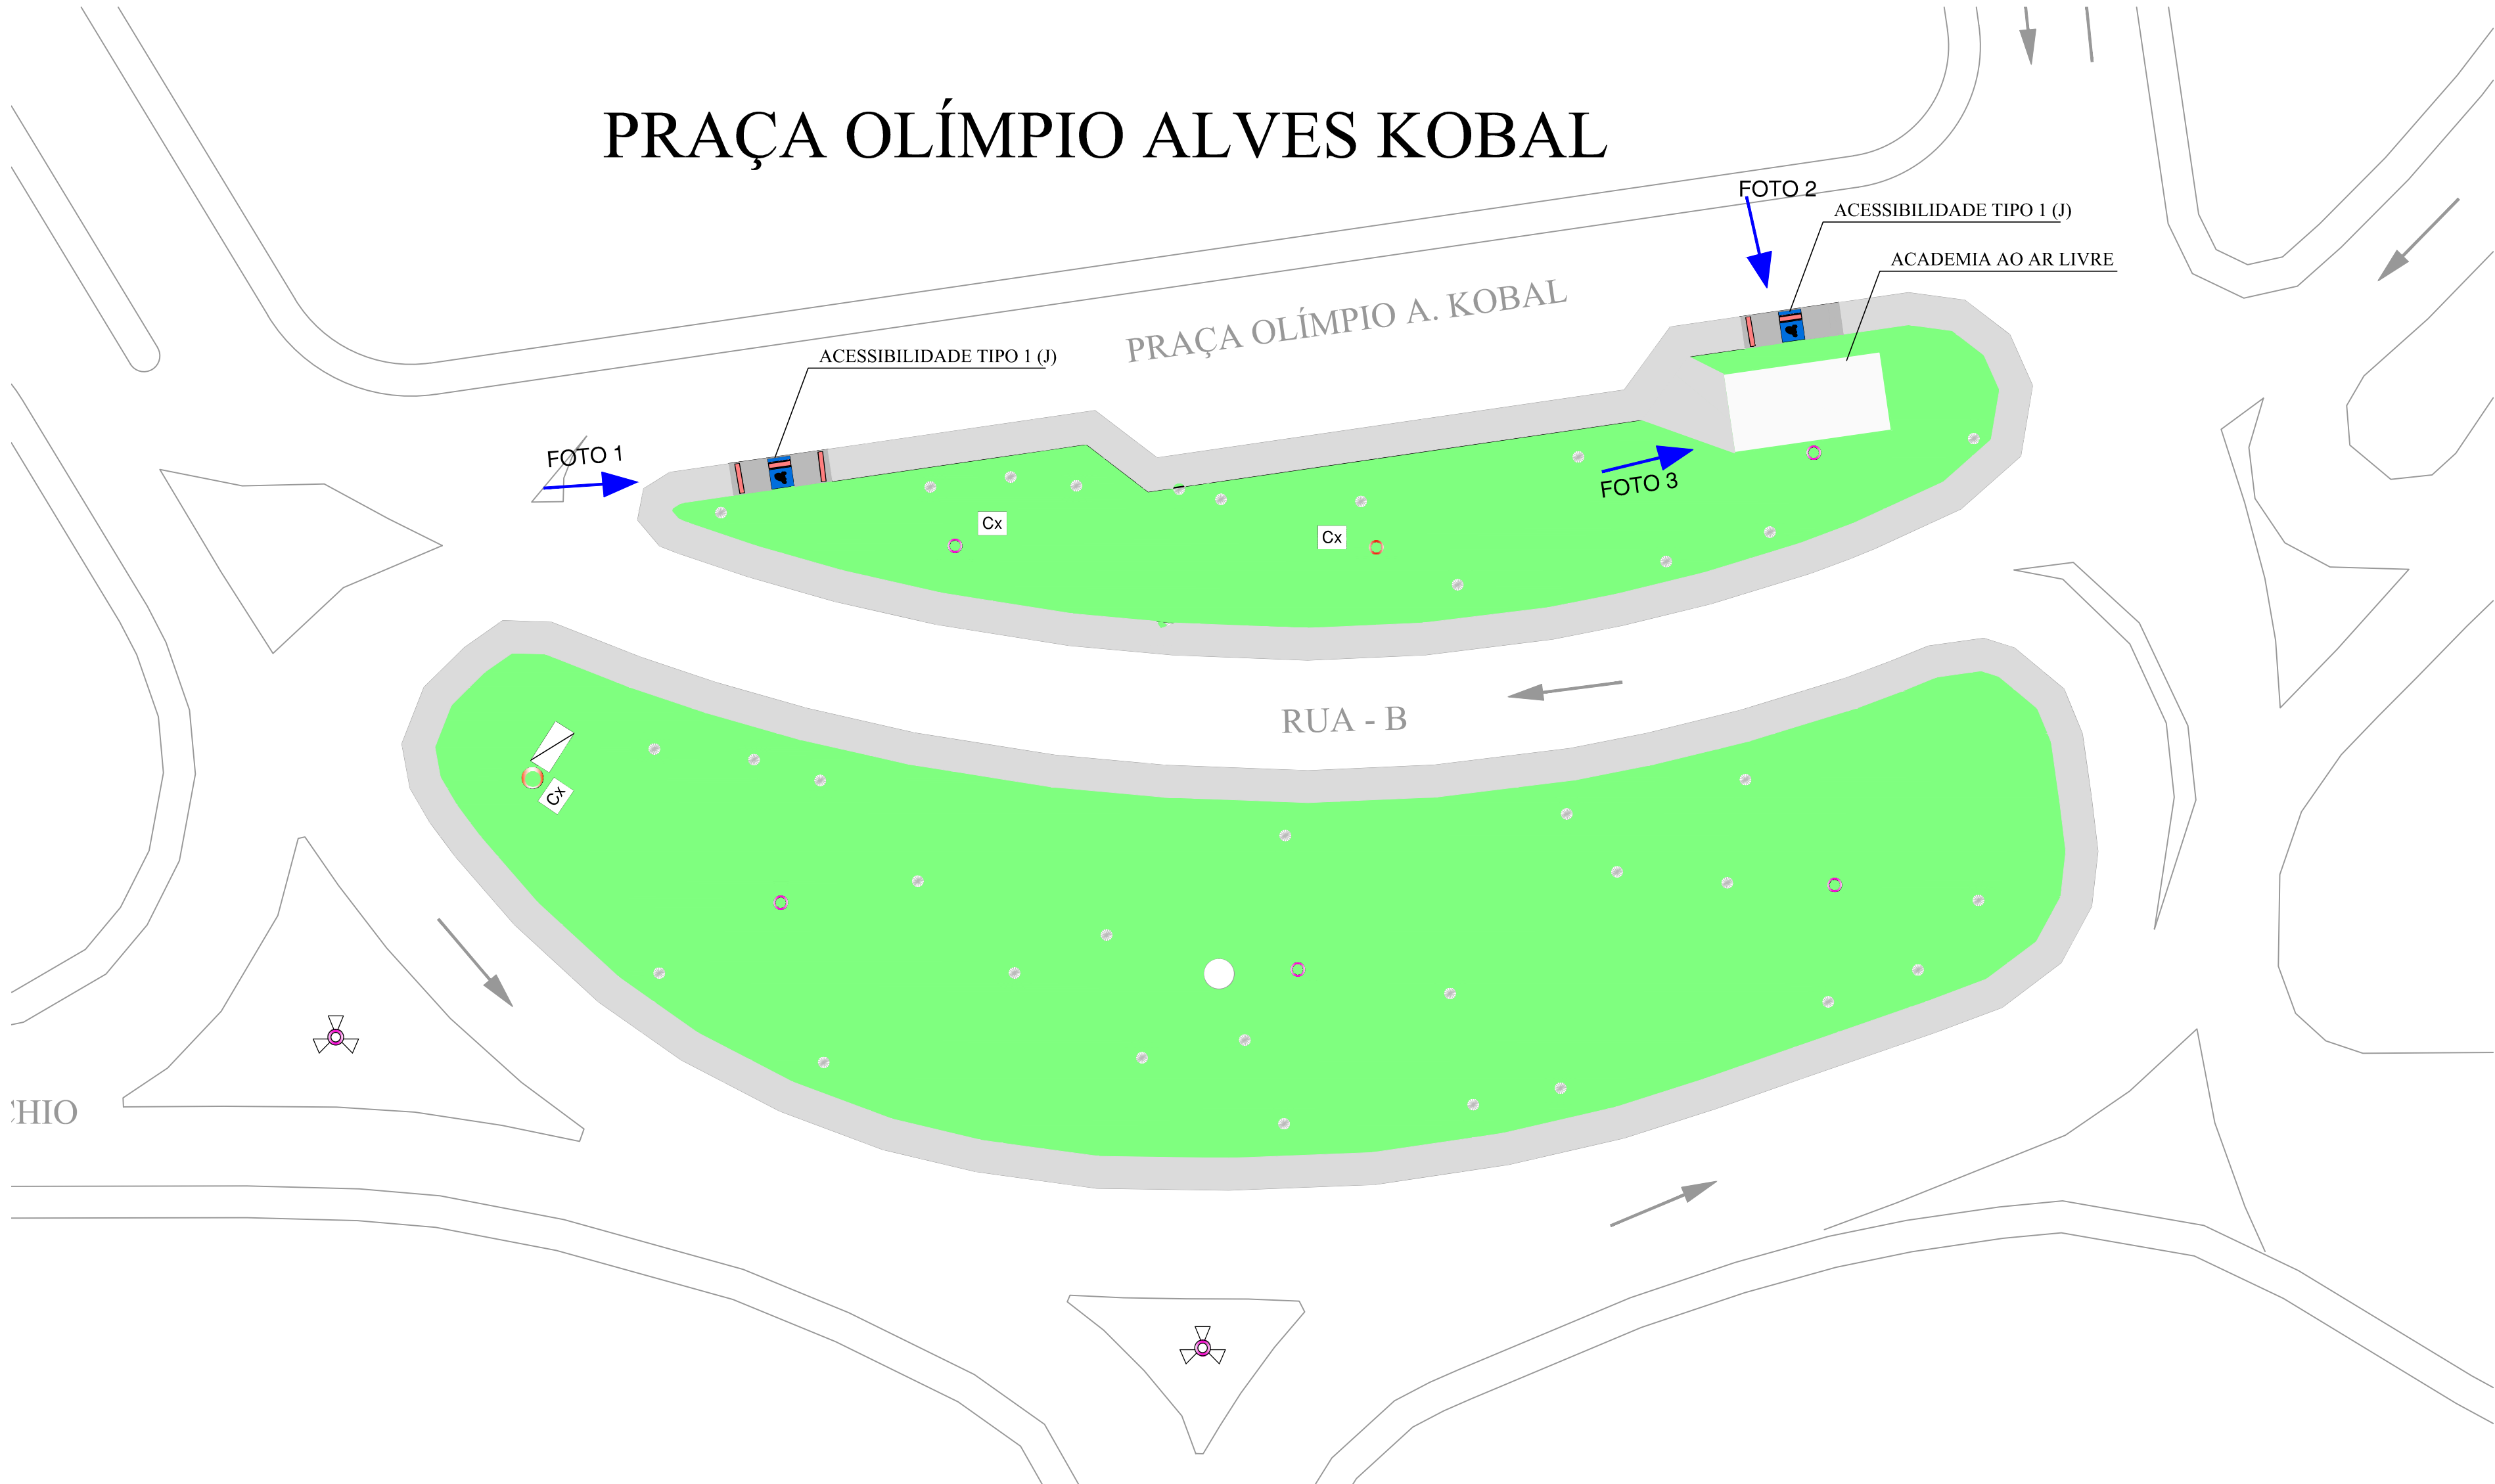 PRAÇA OLÍMPIO ALVES KOBAL
FOTO 2
ACESSIBILIDADE TIPO 1 (J)
ACADEMIA AO AR LIVRE
PRAÇA OLÍMPIO A. KOBAL
ACESSIBILIDADE TIPO 1 (J)
FOTO 1
FOTO 3
Cx
Cx
RUA - B
Cx
HIO